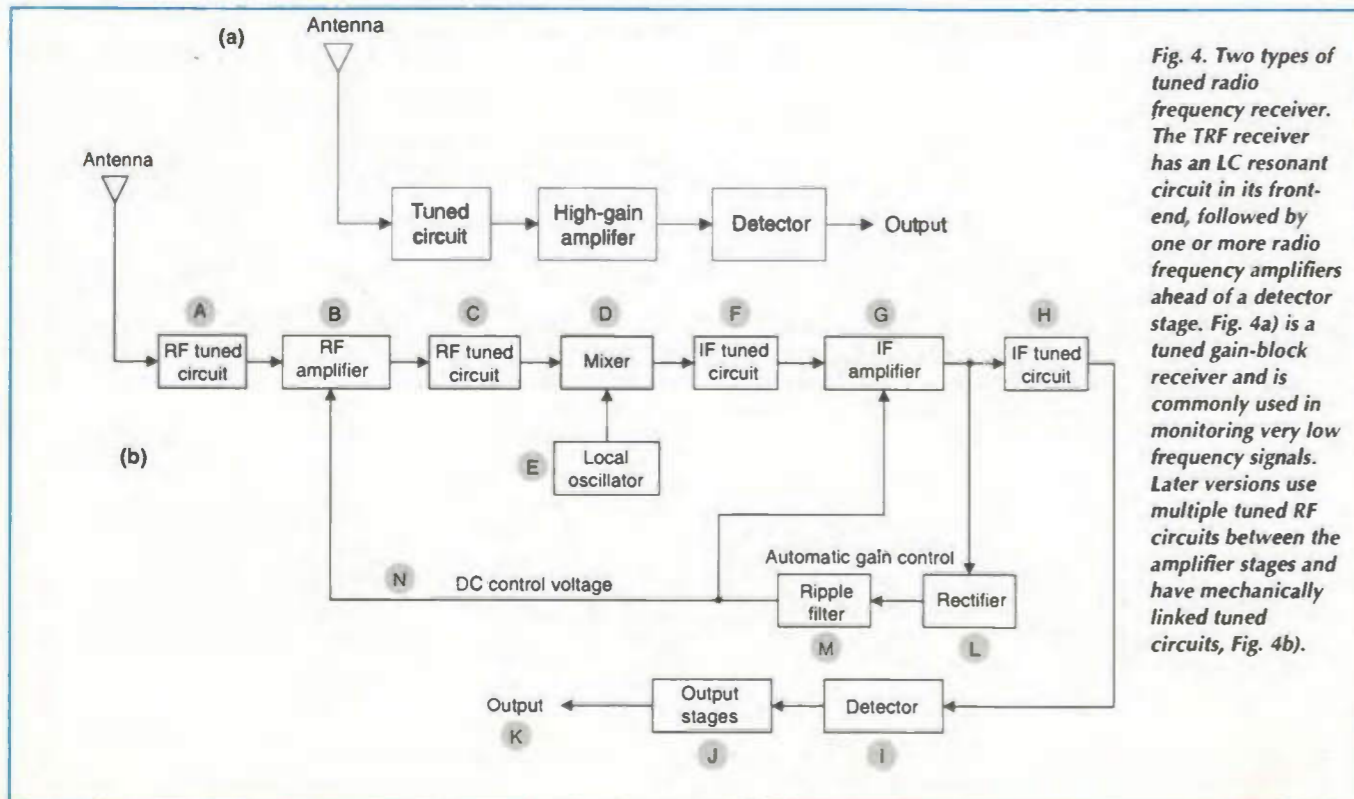 (a)
Antenna
Tuned
circuit
High-gain
amplifer
Detector
Output
Antenna
A
RF tuned
circuit
B
RF
amplifier
C
RF tuned
circuit
D
Mixer
F
IF tuned
circuit
G
IF
amplifier
H
IF tuned
circuit
(b)
E
Local
oscillator
N
DC control voltage
Automatic gain control
Ripple
filter
M
Rectifier
L
Output
K
Output
stages
J
Detector
I
Fig. 4. Two types of
tuned radio
frequency receiver.
The TRF receiver
has an LC resonant
circuit in its front-
end, followed by
one or more radio
frequency amplifiers
ahead of a detector
stage. Fig. 4a) is a
tuned gain-block
receiver and is
commonly used in
monitoring very low
frequency signals.
Later versions use
multiple tuned RF
circuits between the
amplifier stages and
have mechanically
linked tuned
circuits, Fig. 4b).